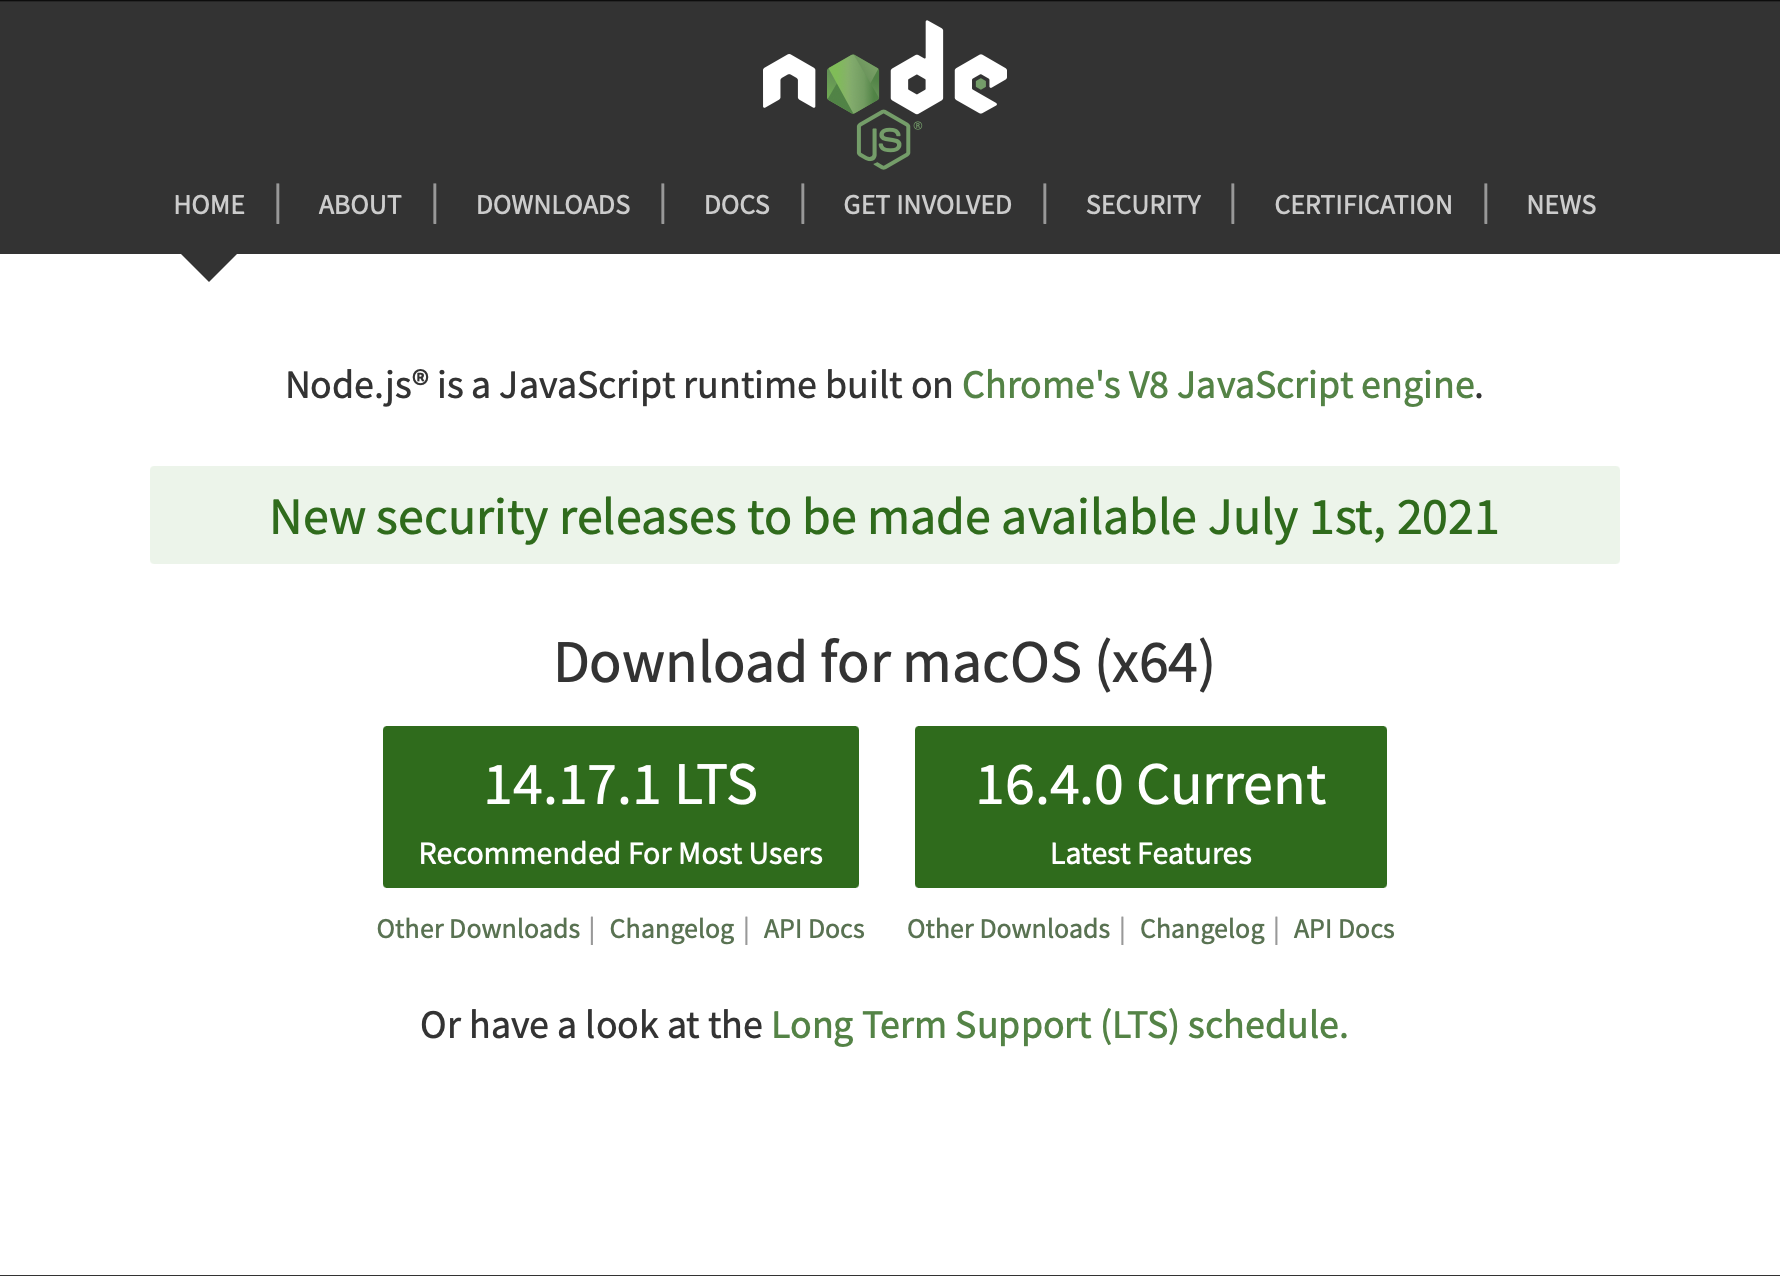 node
JS®
HOME | ABOUT | DOWNLOADS | DOCS | GET INVOLVED | SECURITY | CERTIFICATION | NEWS
Node.js® is a JavaScript runtime built on Chrome's V8 JavaScript engine.
New security releases to be made available July 1st, 2021
Download for macOS (x64)
14.17.1 LTS
Recommended For Most Users
16.4.0 Current
Latest Features
Other Downloads | Changelog | API Docs
Other Downloads | Changelog | API Docs
Or have a look at the Long Term Support (LTS) schedule.